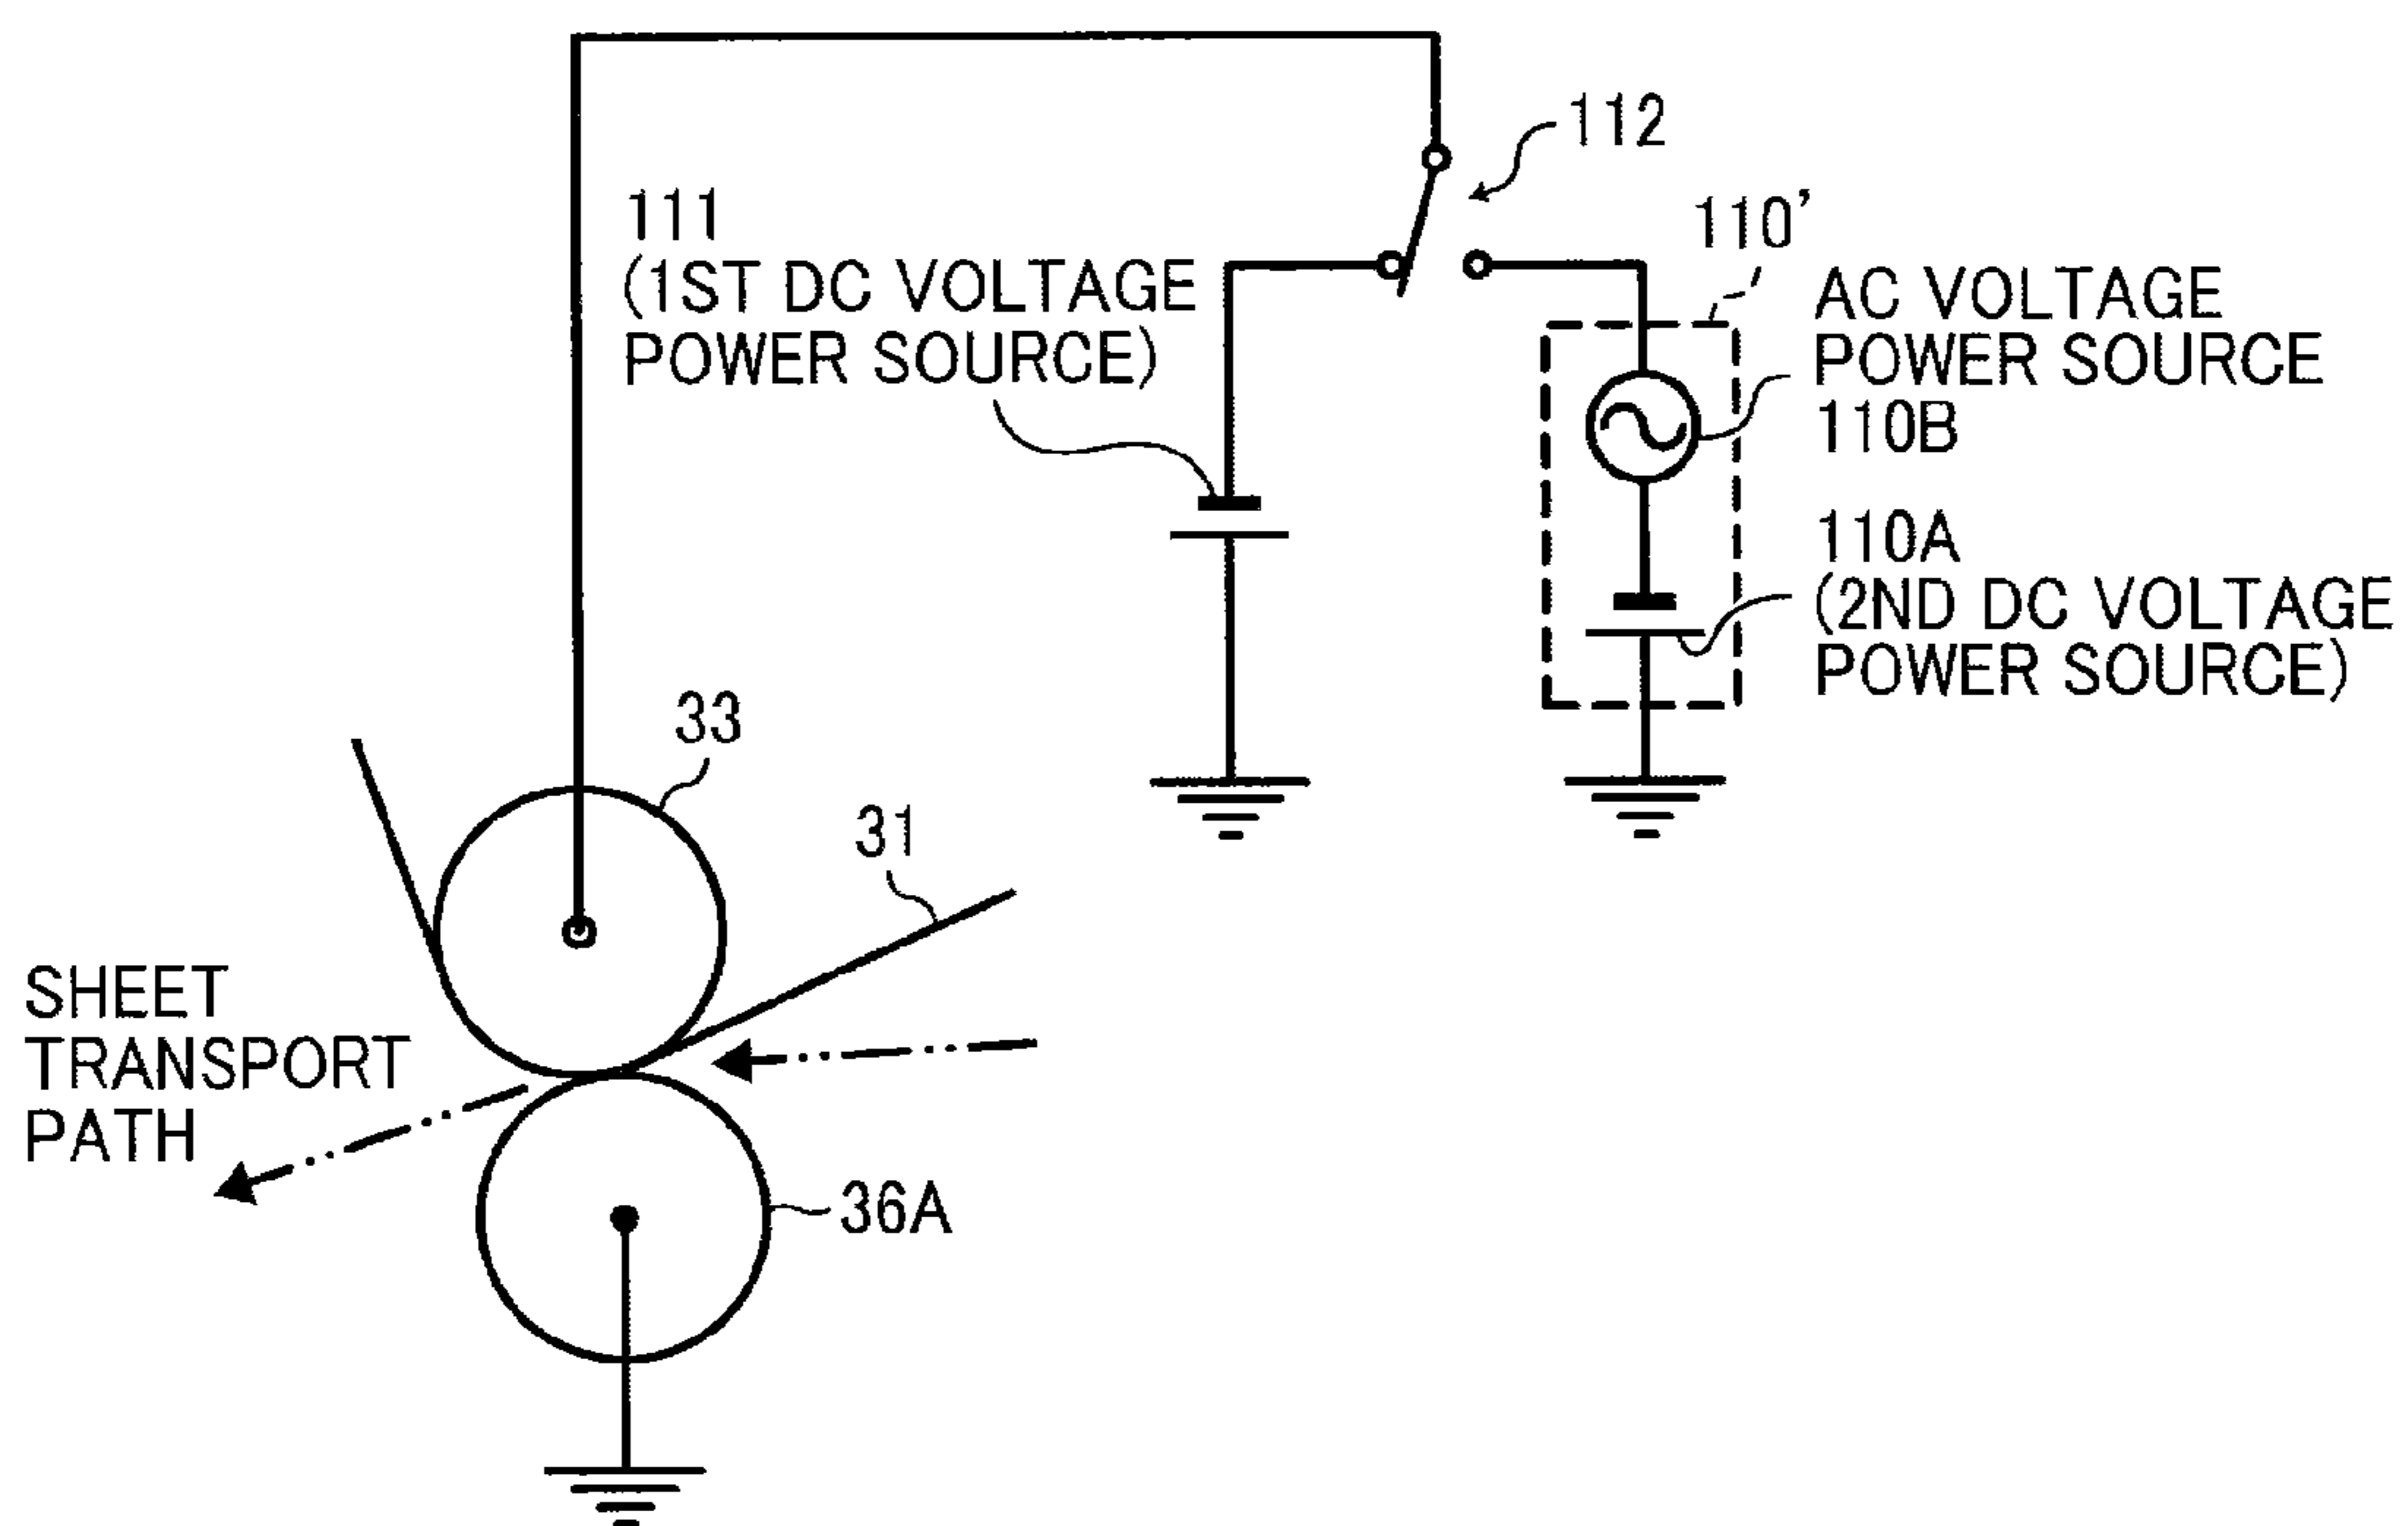 112
111
(1ST DC VOLTAGE
POWER SOURCE)
110'
AC VOLTAGE
POWER SOURCE
110B
110A
(2ND DC VOLTAGE
POWER SOURCE)
33
31
SHEET
TRANSPORT
PATH
36A